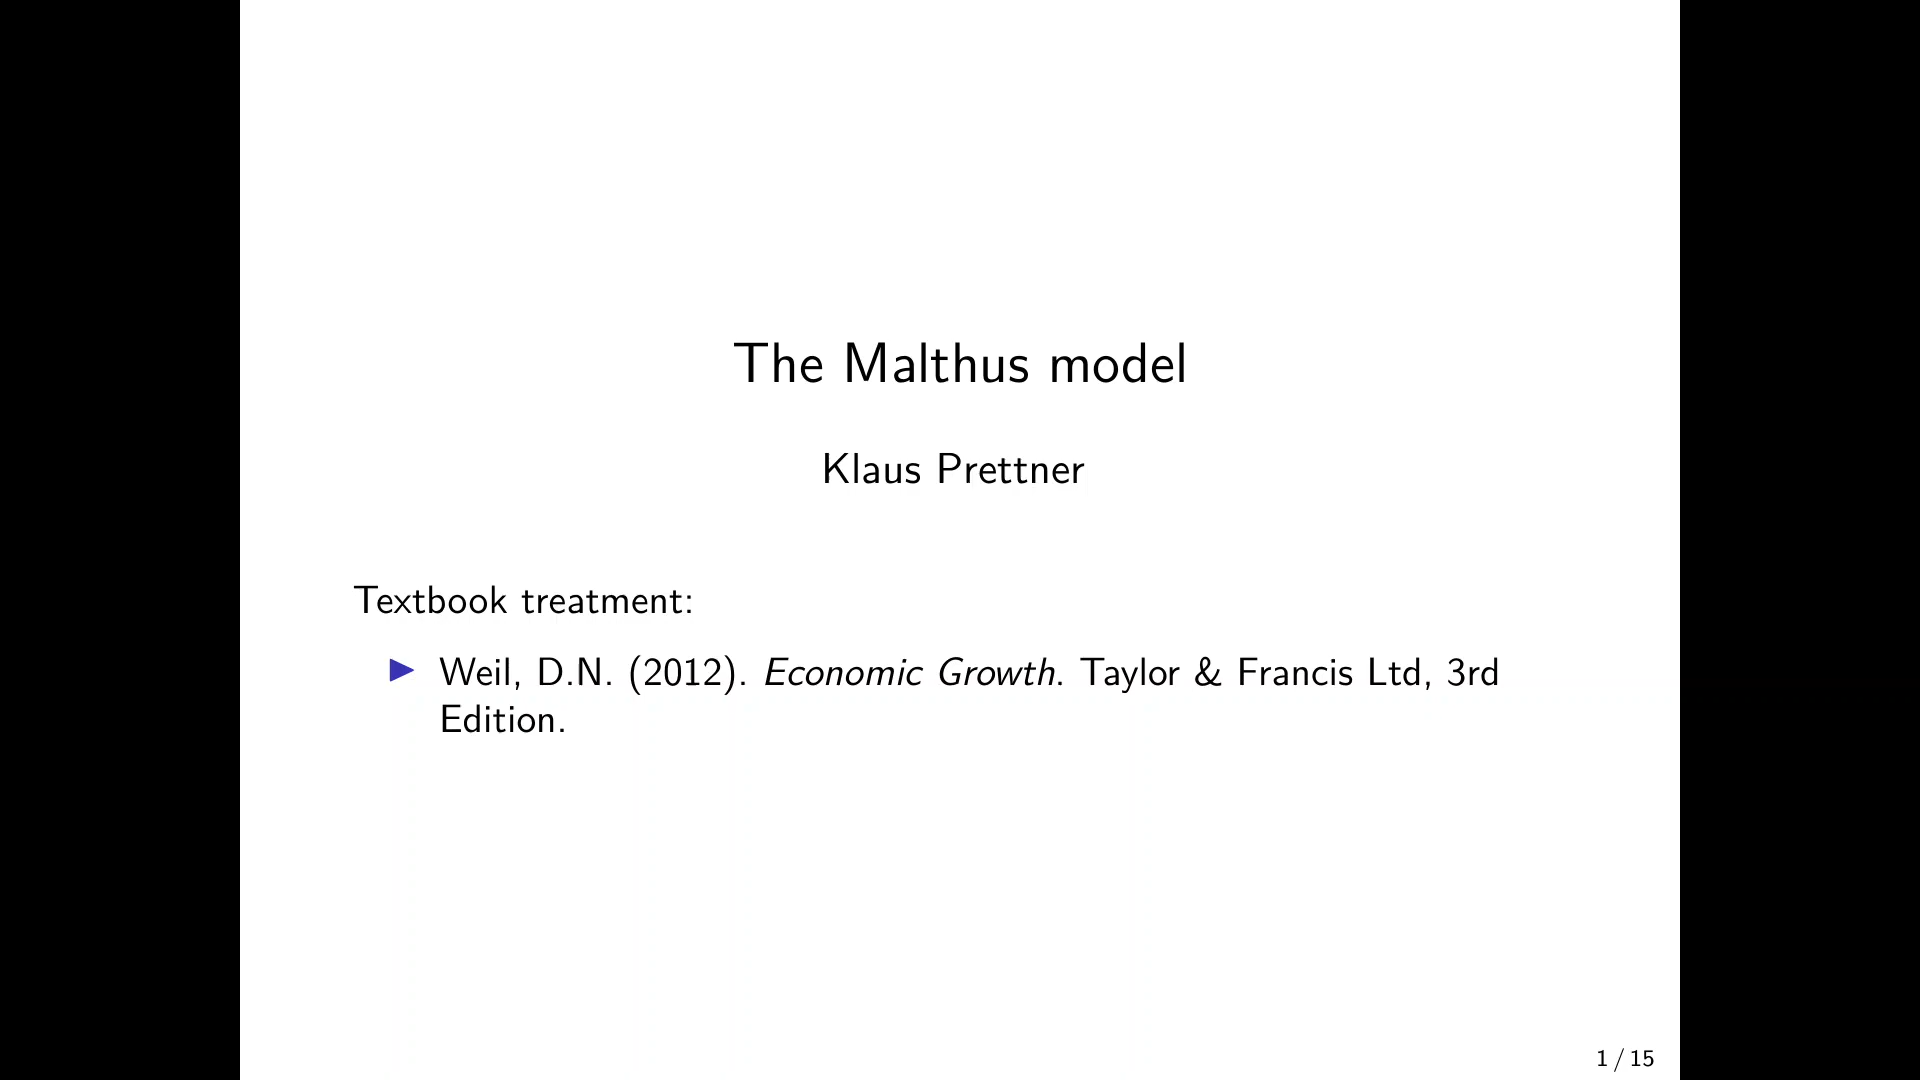 The Malthus model
Klaus Prettner
Textbook treatment:
▶ Weil, D.N. (2012). Economic Growth. Taylor & Francis Ltd, 3rd
Edition.
1 / 15